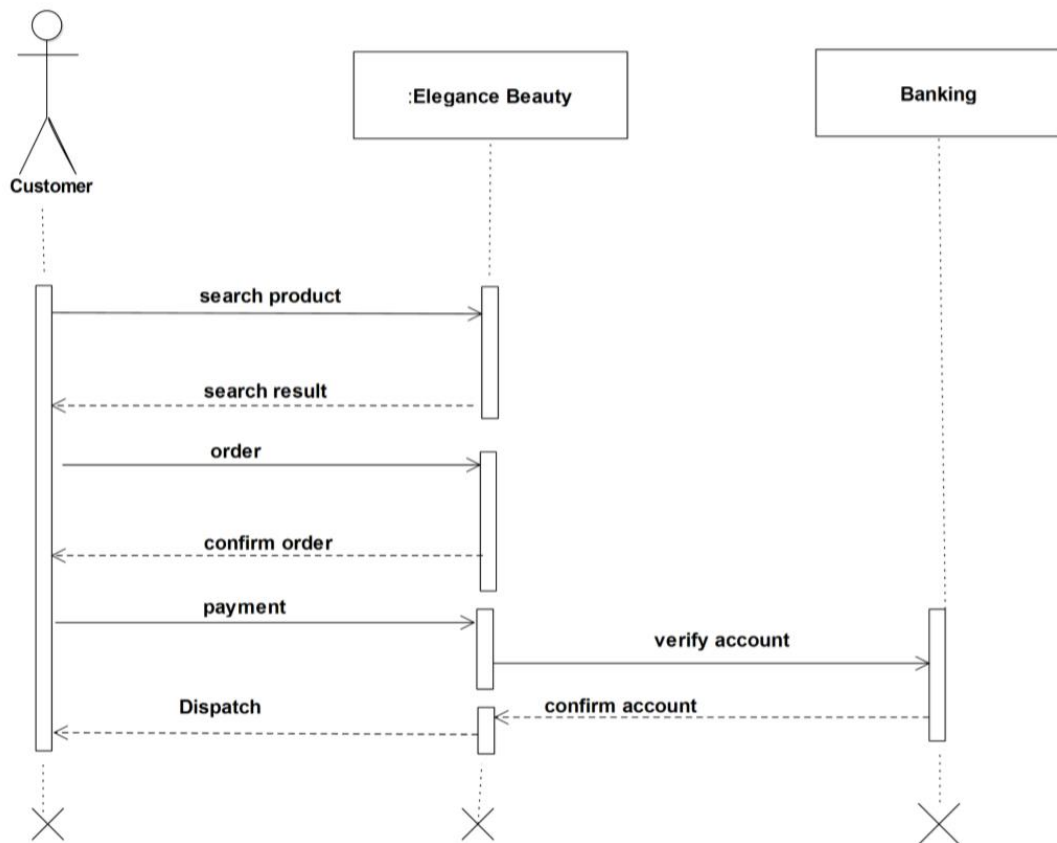 :Elegance Beauty
Banking
Customer
search product
search result
order
confirm order
payment
verify account
Dispatch
confirm account